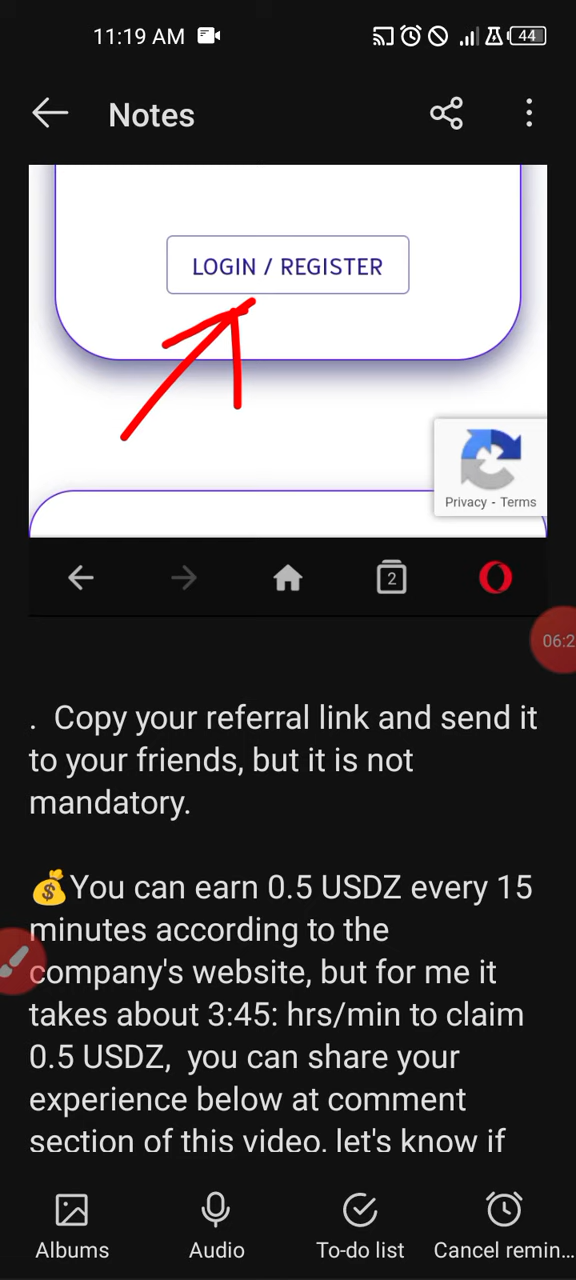 11:19 AM
44
Notes
LOGIN / REGISTER
Privacy - Terms
2
06:2
. Copy your referral link and send it
to your friends, but it is not
mandatory.
💰You can earn 0.5 USDZ every 15
minutes according to the
company's website, but for me it
takes about 3:45: hrs/min to claim
0.5 USDZ, you can share your
experience below at comment
section of this video. let's know if
Albums
Audio
To-do list
Cancel remin...